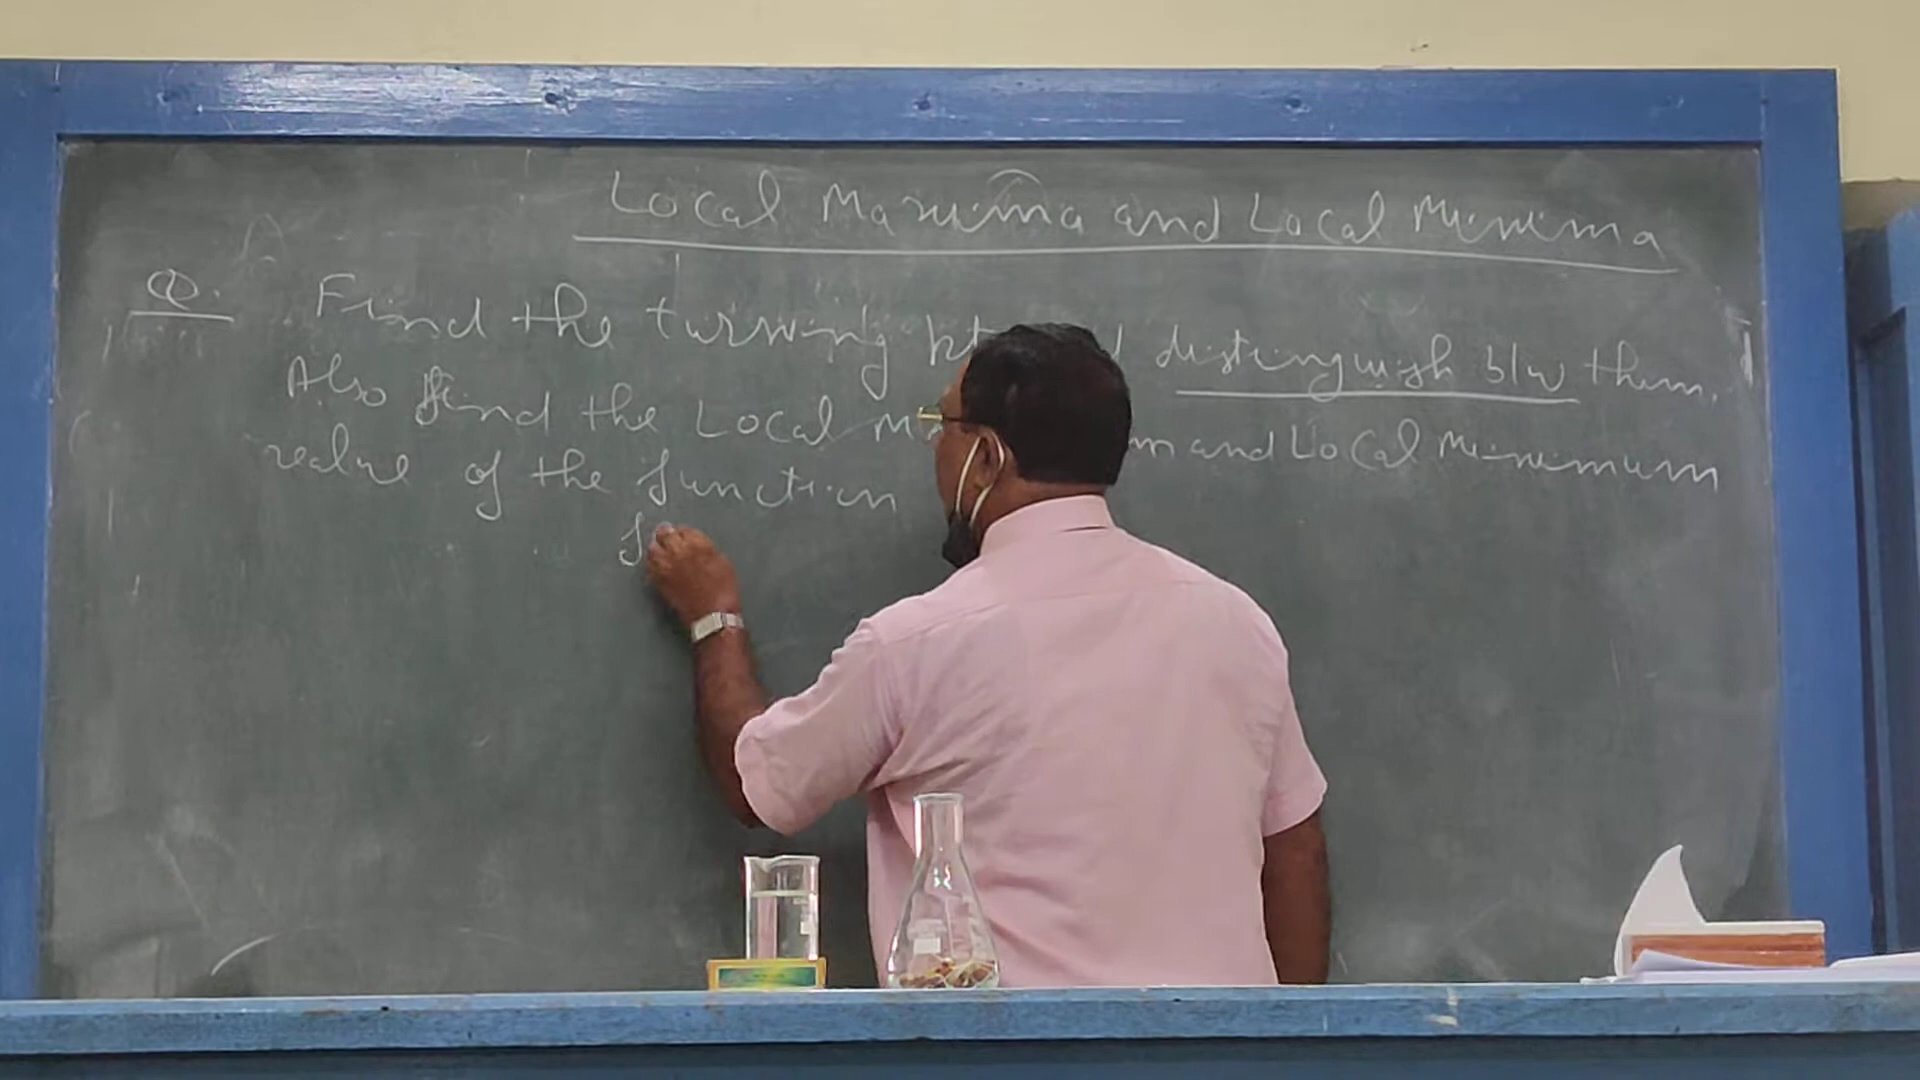 Local Maxima and Local Minima
Q. Find the turning distinguish b/w them.
Also find the Local and Local Minimum
value of the function
f